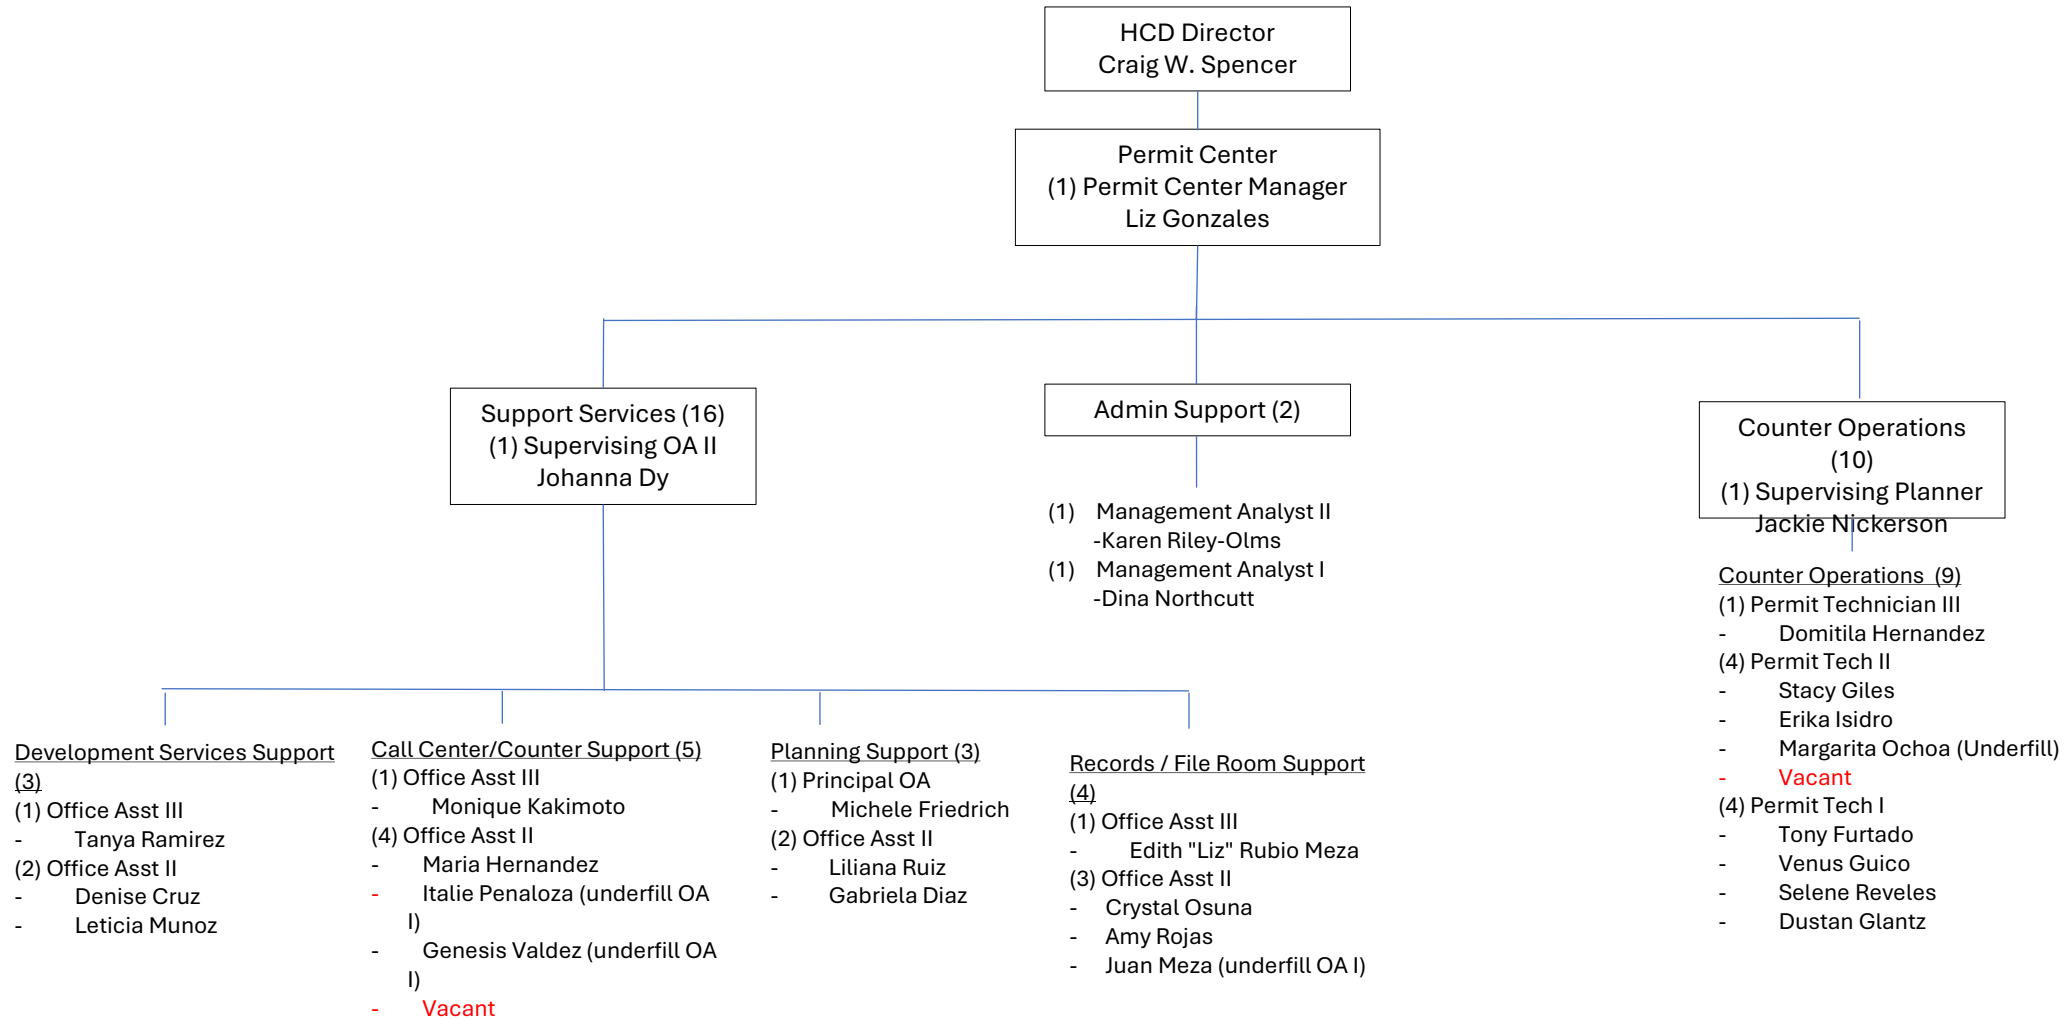 HCD Director
Craig W. Spencer
Permit Center
(1) Permit Center Manager
Liz Gonzales
Support Services (16)
(1) Supervising OA II
Johanna Dy
Admin Support (2)
Counter Operations
(10)
(1) Supervising Planner
Jackie Nickerson
(1) Management Analyst II
-Karen Riley-Olms
(1) Management Analyst I
-Dina Northcutt
Counter Operations (9)
(1) Permit Technician III
- Domitila Hernandez
(4) Permit Tech II
- Stacy Giles
- Erika Isidro
- Margarita Ochoa (Underfill)
- Vacant
(4) Permit Tech I
- Tony Furtado
- Venus Guico
- Selene Reveles
- Dustan Glantz
Development Services Support
(3)
(1) Office Asst III
- Tanya Ramirez
(2) Office Asst II
- Denise Cruz
- Leticia Munoz
Call Center/Counter Support (5)
(1) Office Asst III
- Monique Kakimoto
(4) Office Asst II
- Maria Hernandez
- Italie Penaloza (underfill OA
I)
- Genesis Valdez (underfill OA
I)
- Vacant
Planning Support (3)
(1) Principal OA
- Michele Friedrich
(2) Office Asst II
- Liliana Ruiz
- Gabriela Diaz
Records / File Room Support
(4)
(1) Office Asst III
- Edith "Liz" Rubio Meza
(3) Office Asst II
- Crystal Osuna
- Amy Rojas
- Juan Meza (underfill OA I)